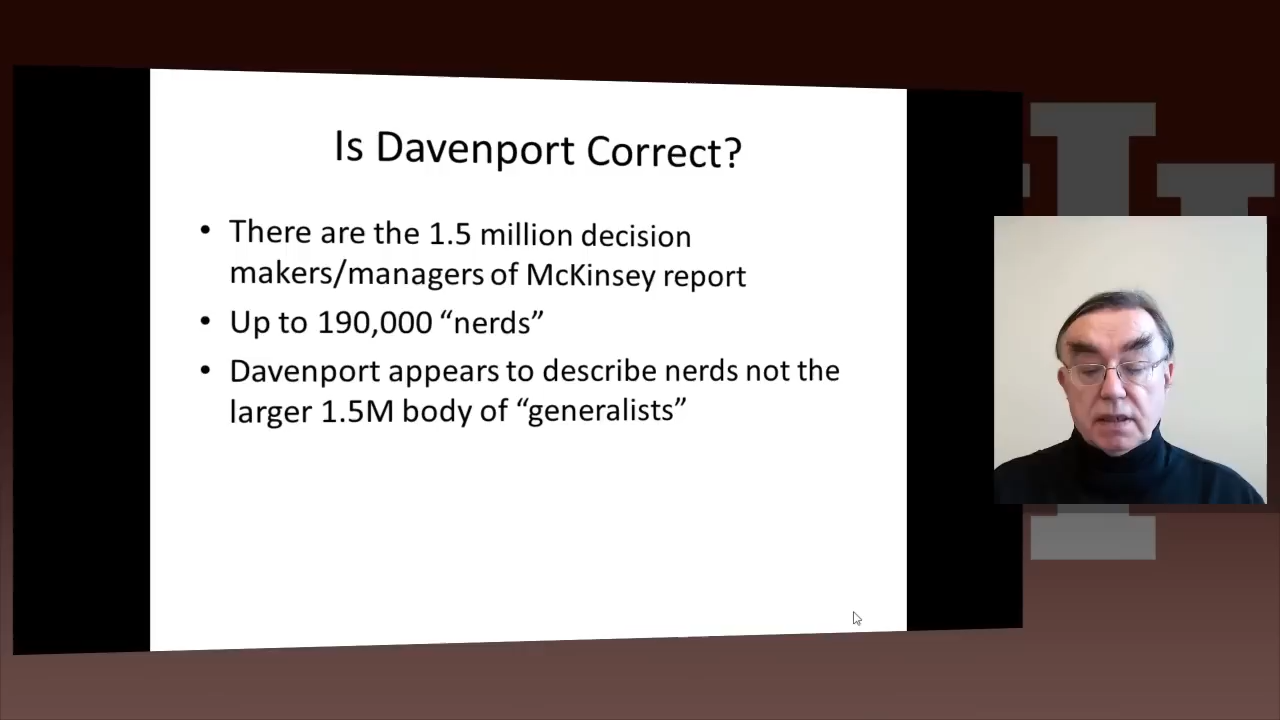 Is Davenport Correct?
• There are the 1.5 million decision
makers/managers of McKinsey report
• Up to 190,000 “nerds”
• Davenport appears to describe nerds not the
larger 1.5M body of “generalists”